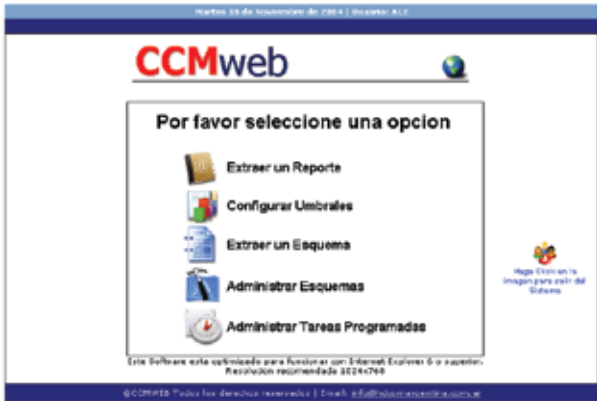 Martes 16 de Noviembre de 2004 | Usuario:
CCMweb
Por favor seleccione una opcion
Extraer un Reporte
Configurar Umbrales
Extraer un Esquema
Administrar Esquemas
Administrar Tareas Programadas
Haga Click en la
imagen para salir del
Sistema
Este Software esta optimizado para funcionar con Internet Explorer 6 o superior.
Resolucion recomendada 1024x768
©CCMWEB Todos los derechos reservados | Email: